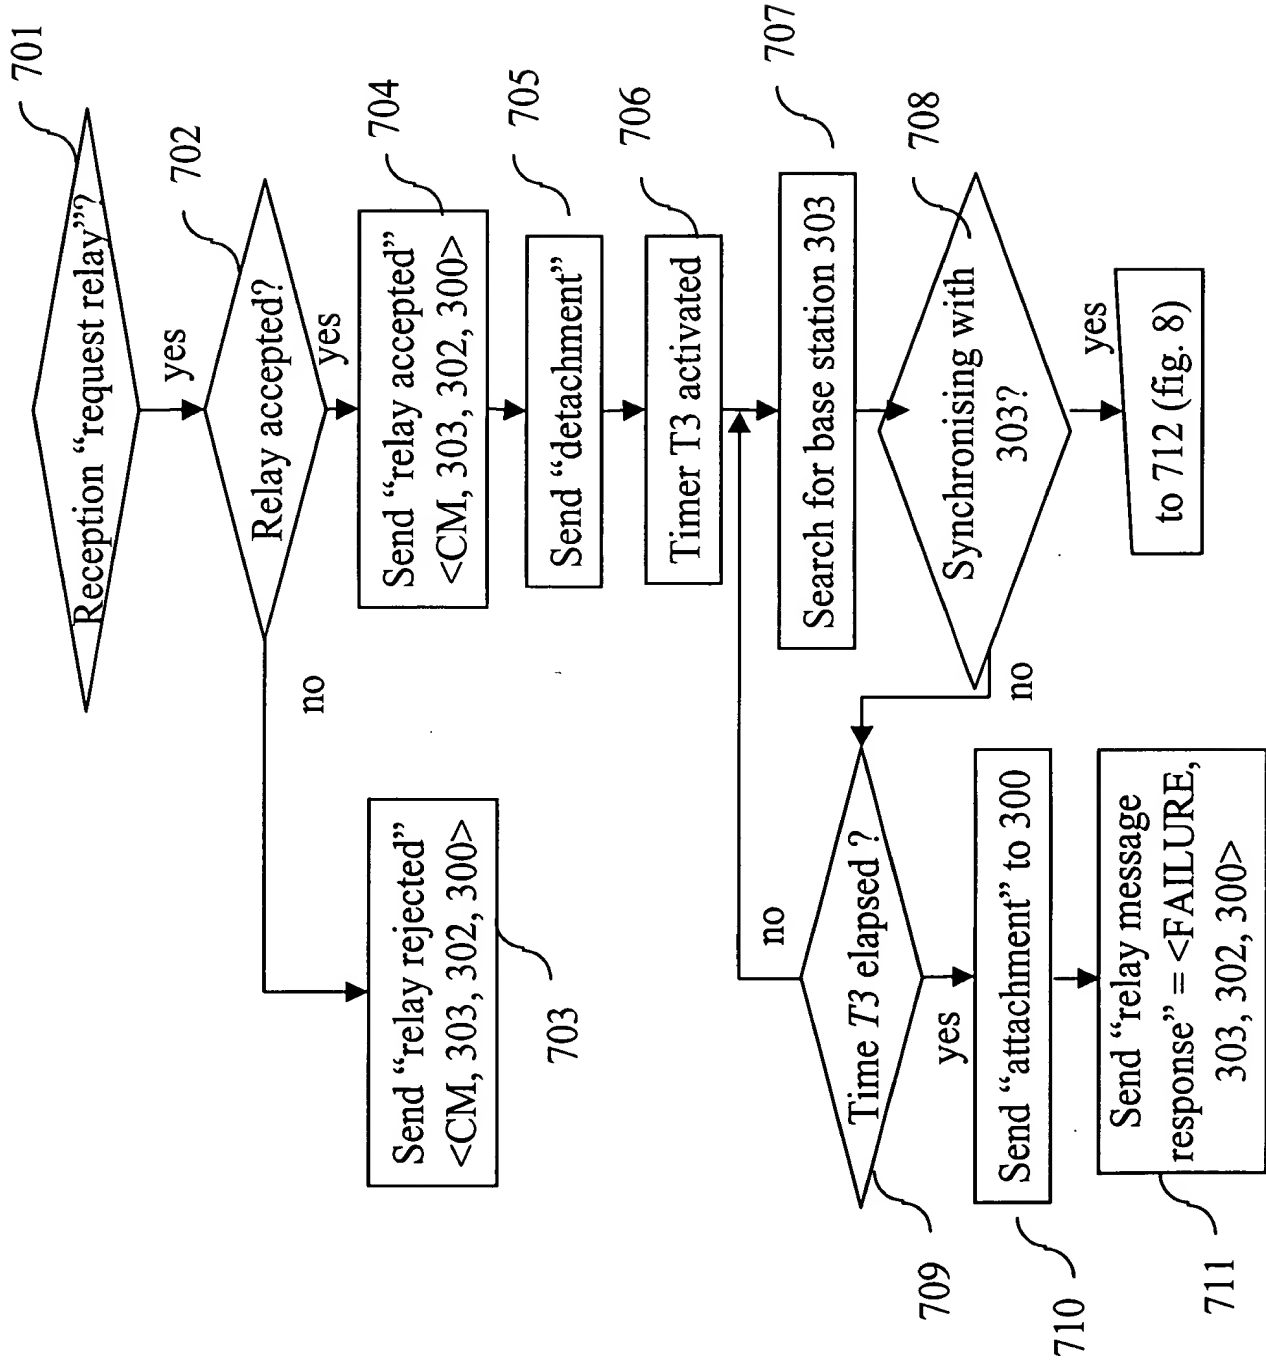 701
Reception “request relay”?
yes
702
Relay accepted?
yes
no
704
Send “relay accepted”
<CM, 303, 302, 300>
Send “relay rejected”
<CM, 303, 302, 300>
703
705
Send “detachment”
706
Timer T3 activated
707
Search for base station 303
708
Synchronising with
303?
yes
no
to 712 (fig. 8)
no
Time T3 elapsed ?
709
yes
Send “attachment” to 300
710
Send “relay message
response” = <FAILURE,
303, 302, 300>
711